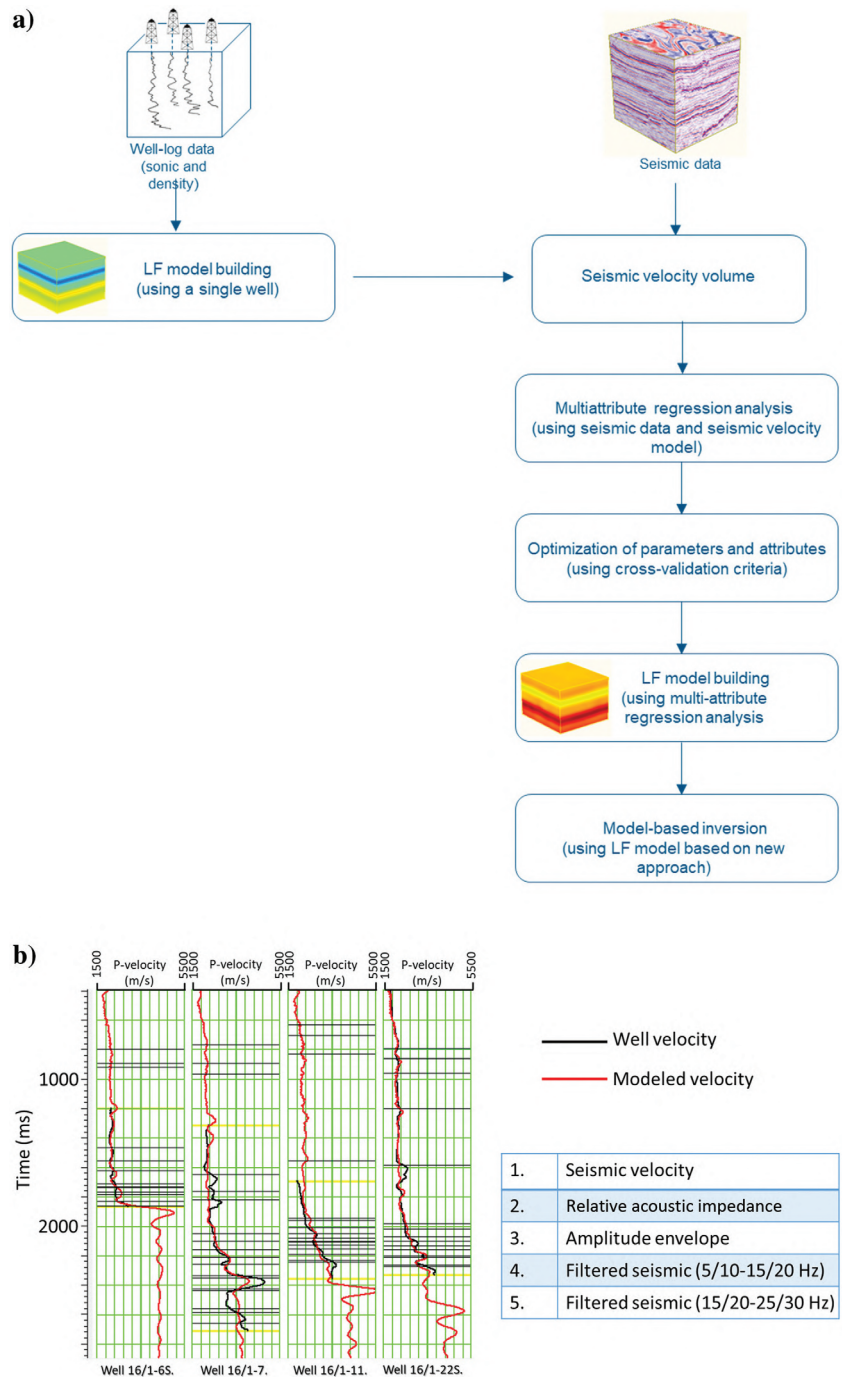 a)
Well-log data
(sonic and
density)
Seismic data
LF model building
(using a single well)
Seismic velocity volume
Multiattribute regression analysis
(using seismic data and seismic velocity
model)
Optimization of parameters and attributes
(using cross-validation criteria)
LF model building
(using multi-attribute
regression analysis
Model-based inversion
(using LF model based on new
approach)
b)
1500 P-velocity 5500
(m/s)
1500 P-velocity 5500
(m/s)
1500 P-velocity 5500
(m/s)
1500 P-velocity 5500
(m/s)
Time (ms)
1000
2000
Well 16/1-6S.
Well 16/1-7.
Well 16/1-11.
Well 16/1-22S.
Well velocity
Modeled velocity
1. Seismic velocity
2. Relative acoustic impedance
3. Amplitude envelope
4. Filtered seismic (5/10-15/20 Hz)
5. Filtered seismic (15/20-25/30 Hz)